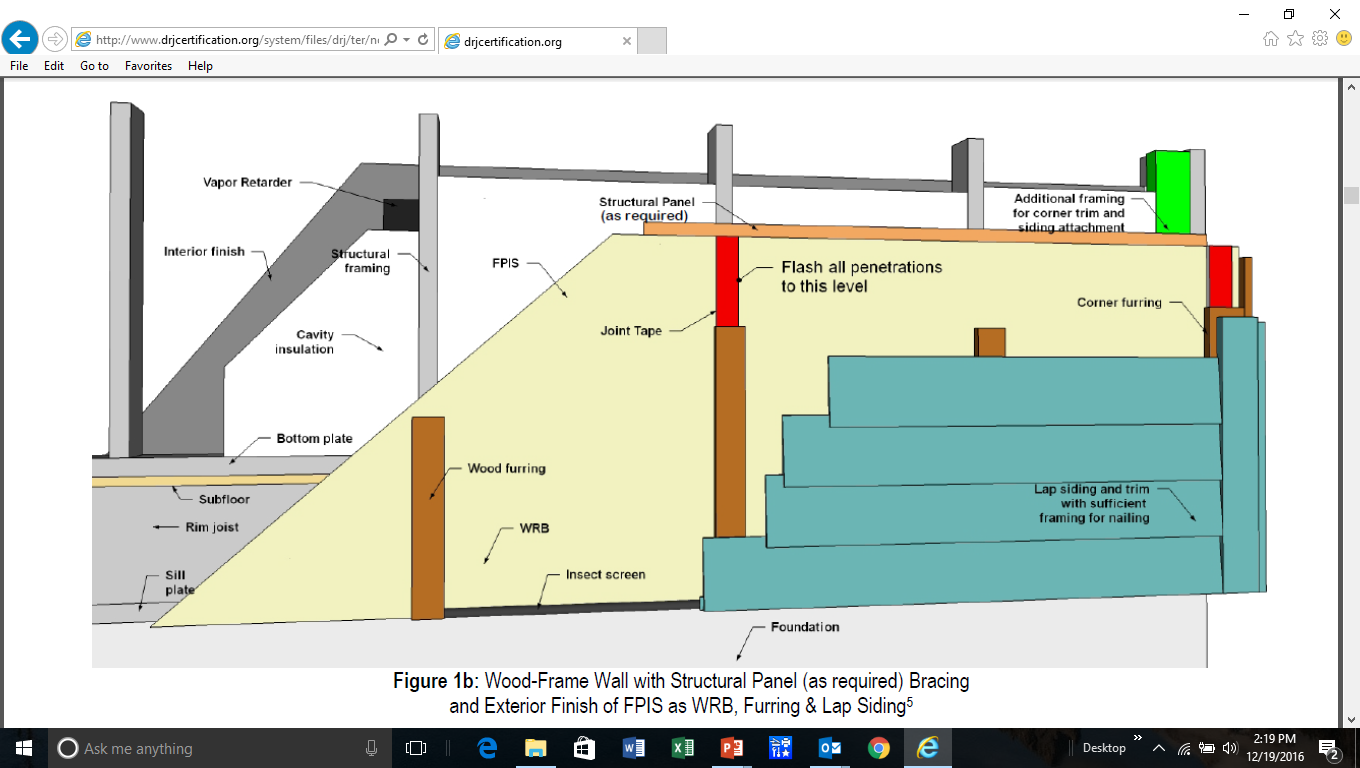 http://www.drjcertification.org/system/files/drj/ter/n
drjcertification.org
File Edit Go to Favorites Help
Vapor Retarder
Structural Panel
(as required)
Additional framing
for corner trim and
siding attachment
Interior finish
Structural
framing
FPIS
Flash all penetrations
to this level
Corner furring
Cavity
insulation
Joint Tape
Bottom plate
Wood furring
Subfloor
Lap siding and trim
with sufficient
framing for nailing
Rim joist
WRB
Sill
plate
Insect screen
Foundation
Figure 1b: Wood-Frame Wall with Structural Panel (as required) Bracing
and Exterior Finish of FPIS as WRB, Furring & Lap Siding5
Ask me anything
Desktop
2:19 PM
12/19/2016
2